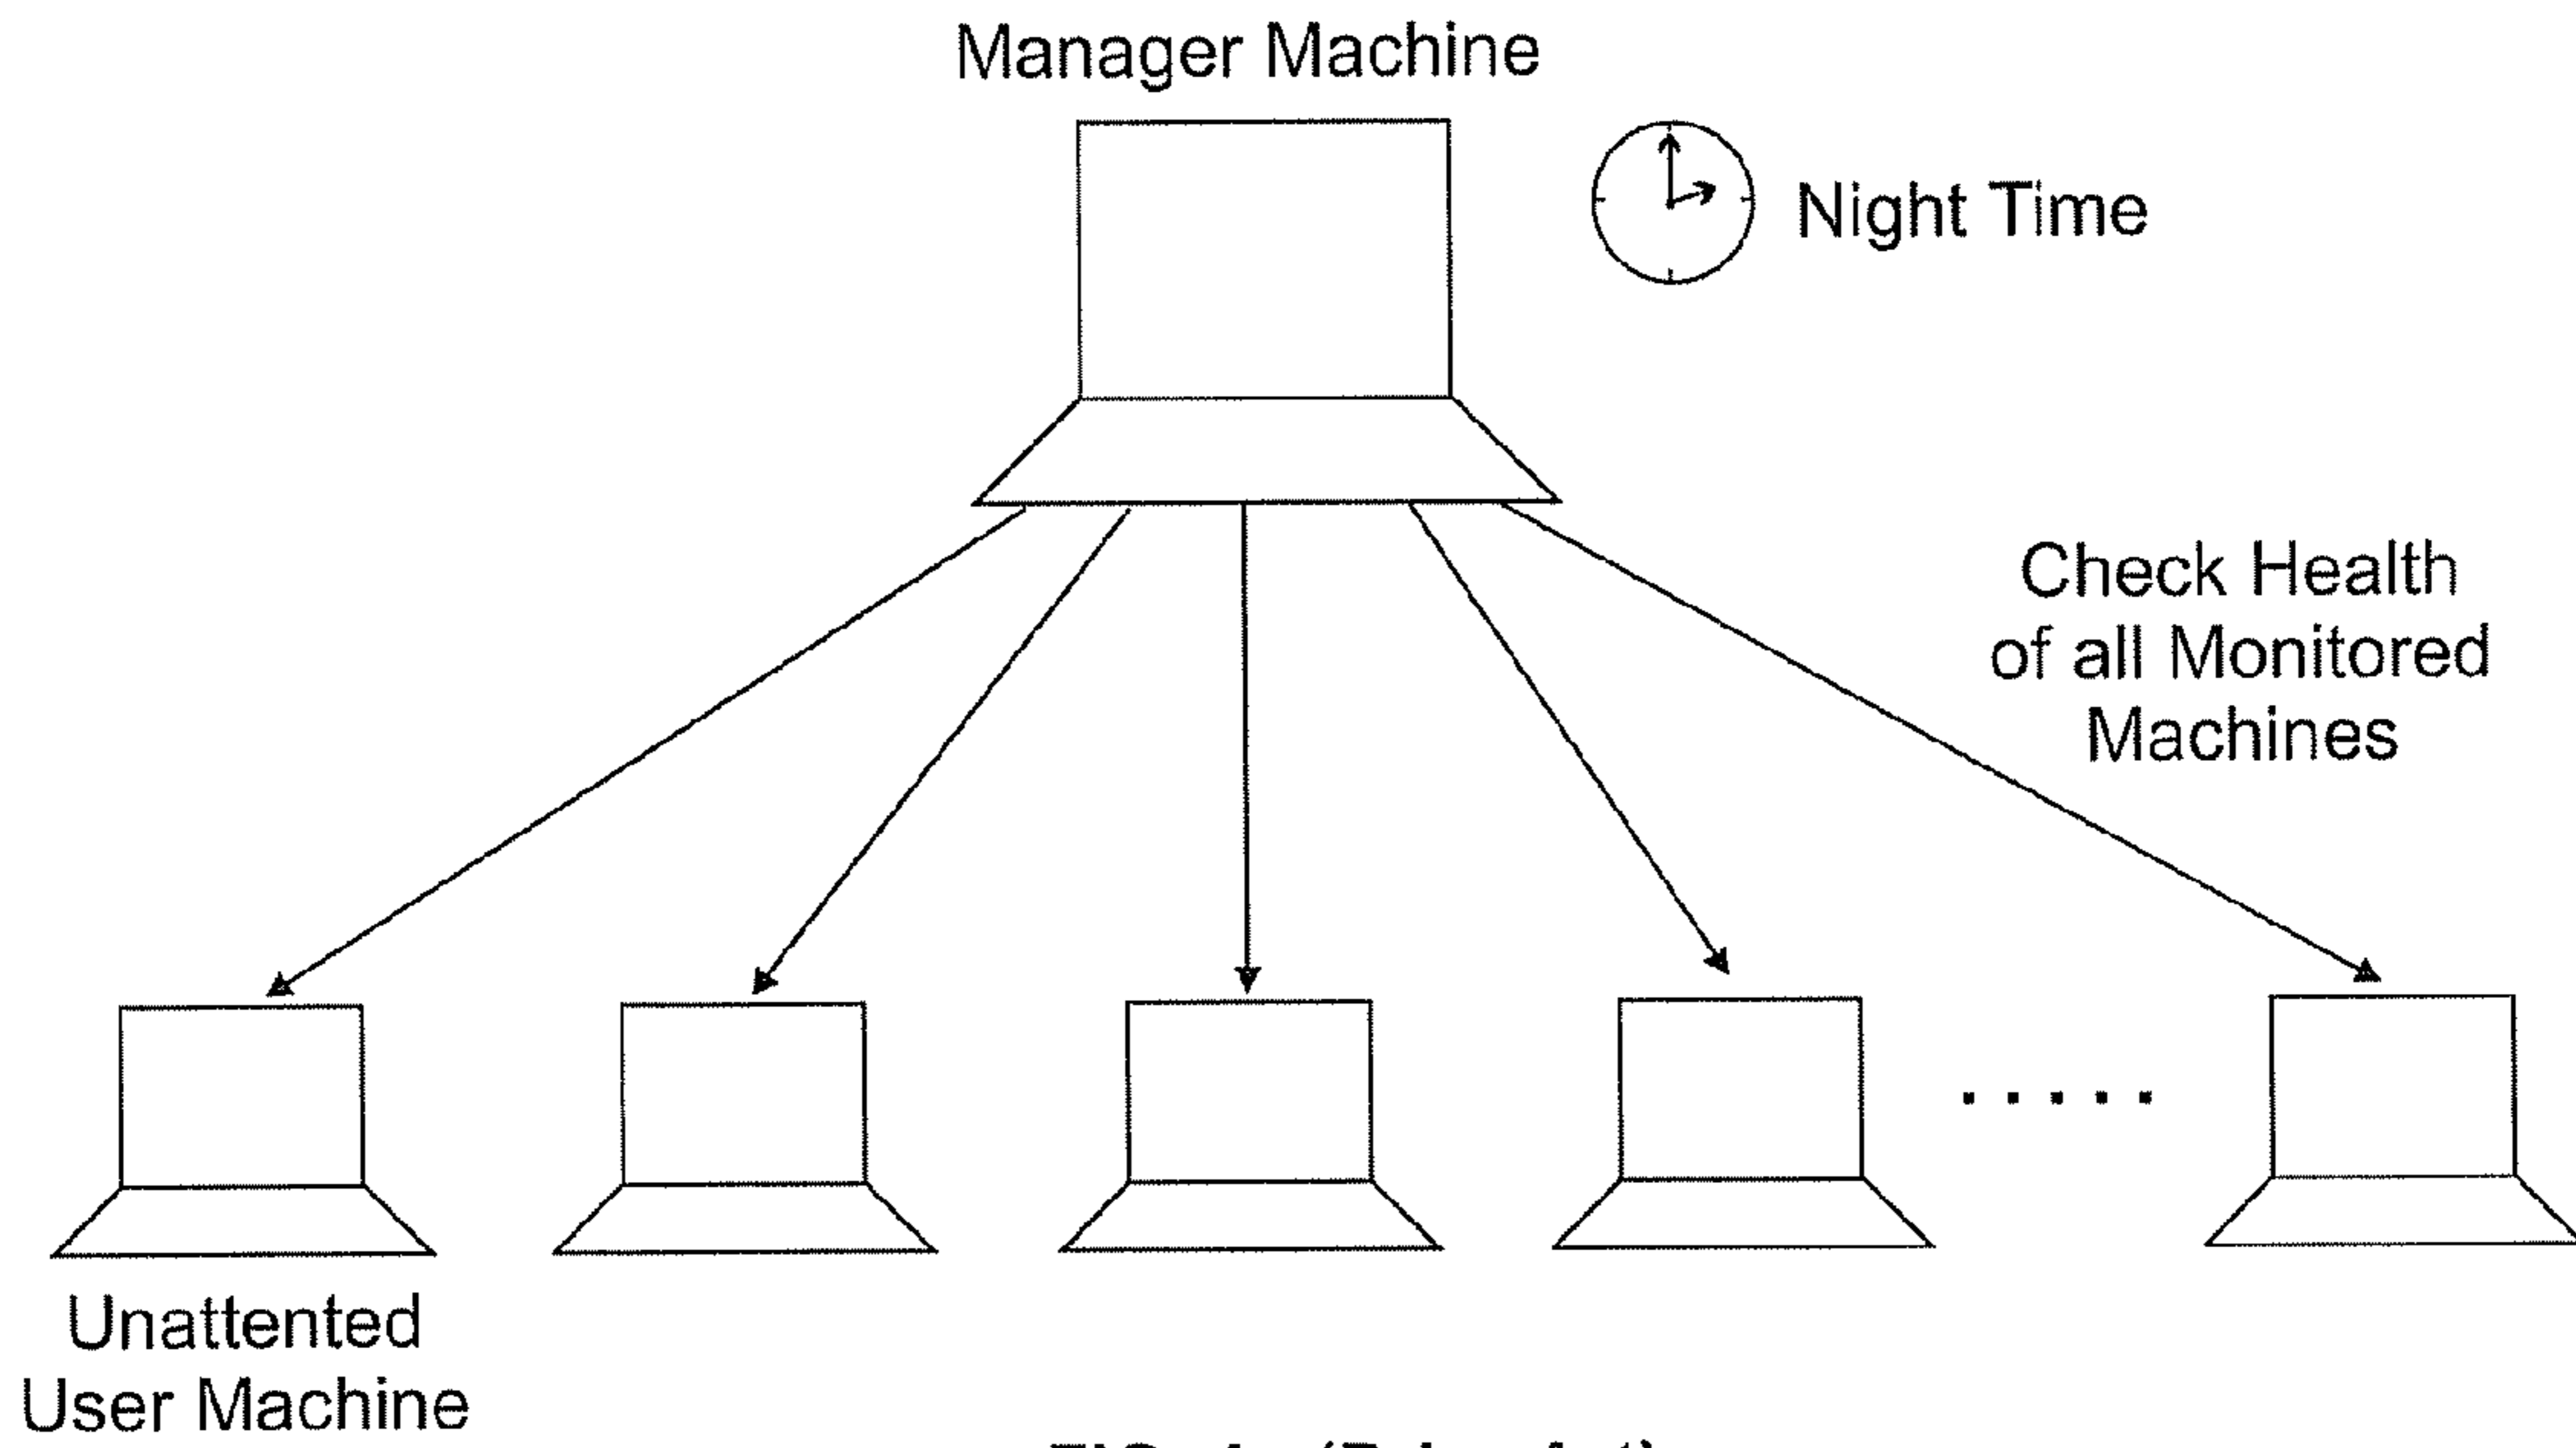 Manager Machine
Night Time
Check Health
of all Monitored
Machines
Unattented
User Machine